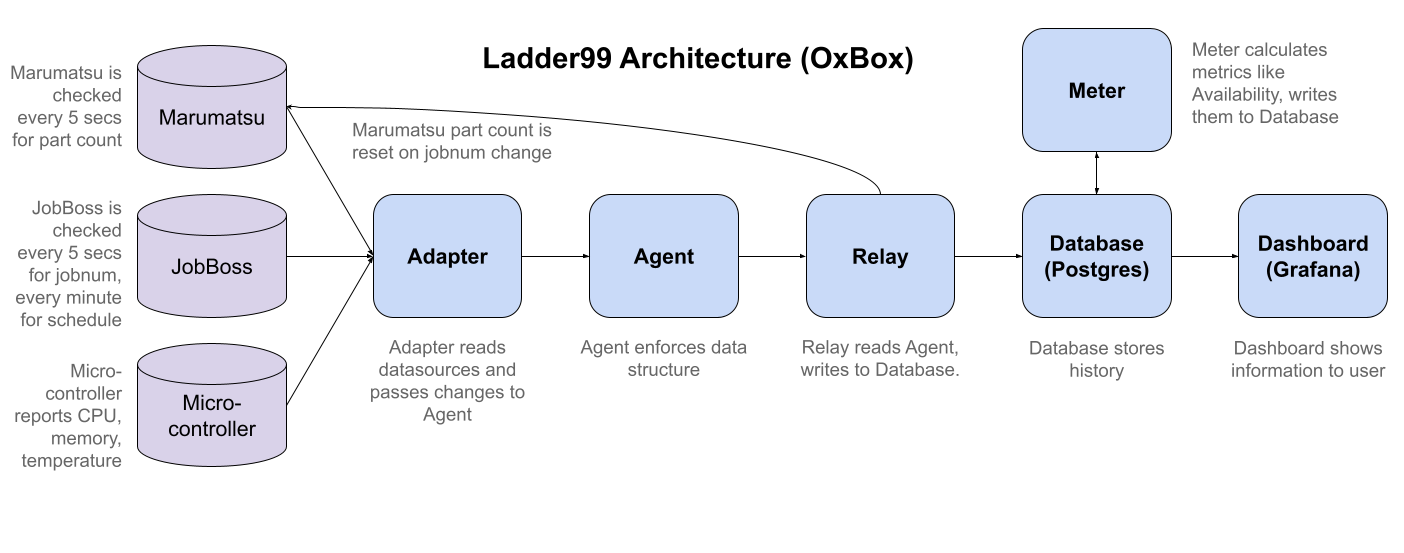 Ladder99 Architecture (OxBox)
Marumatsu is
checked
every 5 secs
for part count
Marumatsu
Marumatsu part count is
reset on jobnum change
Meter
Meter calculates
metrics like
Availability, writes
them to Database
JobBoss is
checked
every 5 secs
for jobnum,
every minute
for schedule
JobBoss
Adapter
Agent
Relay
Database
(Postgres)
Dashboard
(Grafana)
Adapter reads
datasources and
passes changes to
Agent
Agent enforces data
structure
Relay reads Agent,
writes to Database.
Database stores
history
Dashboard shows
information to user
Micro-
controller
reports CPU,
memory,
temperature
Micro-
controller